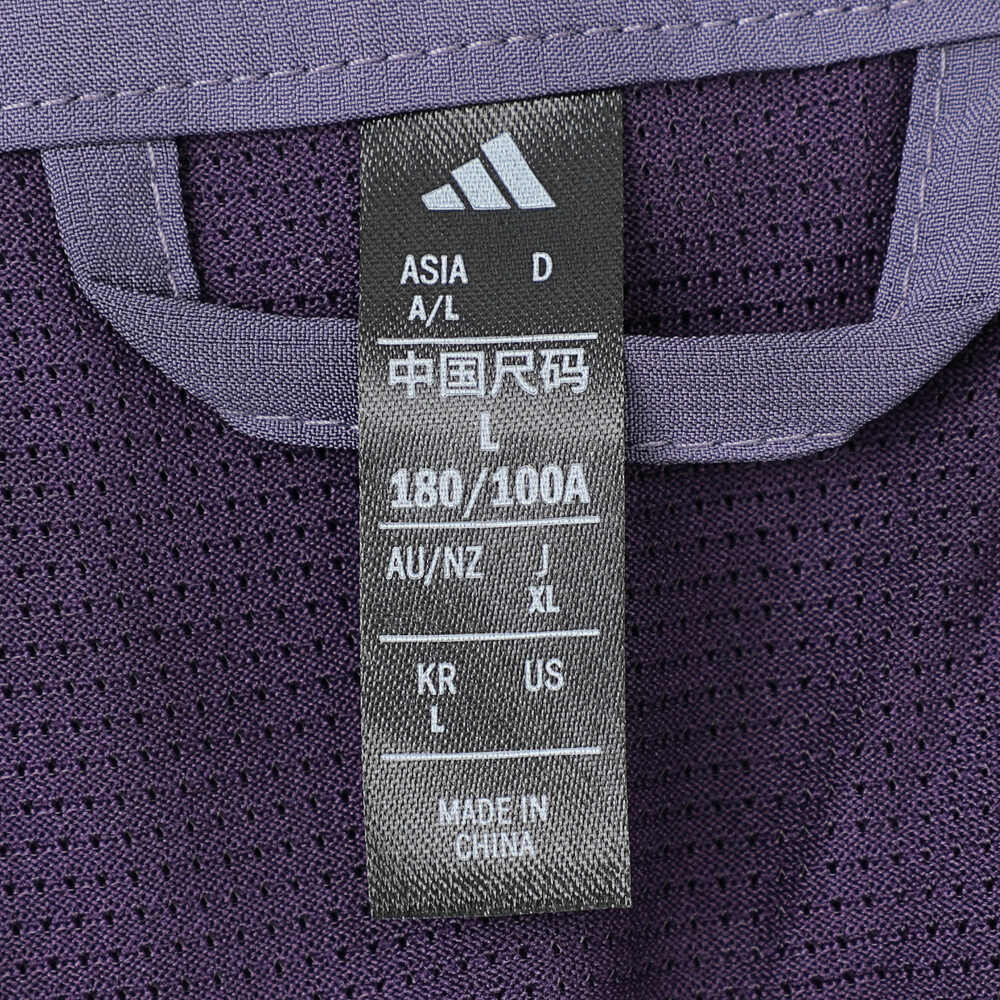 ASIA D
A/L
中国尺码
L
180/100A
AU/NZ J
XL
KR US
L
MADE IN
CHINA